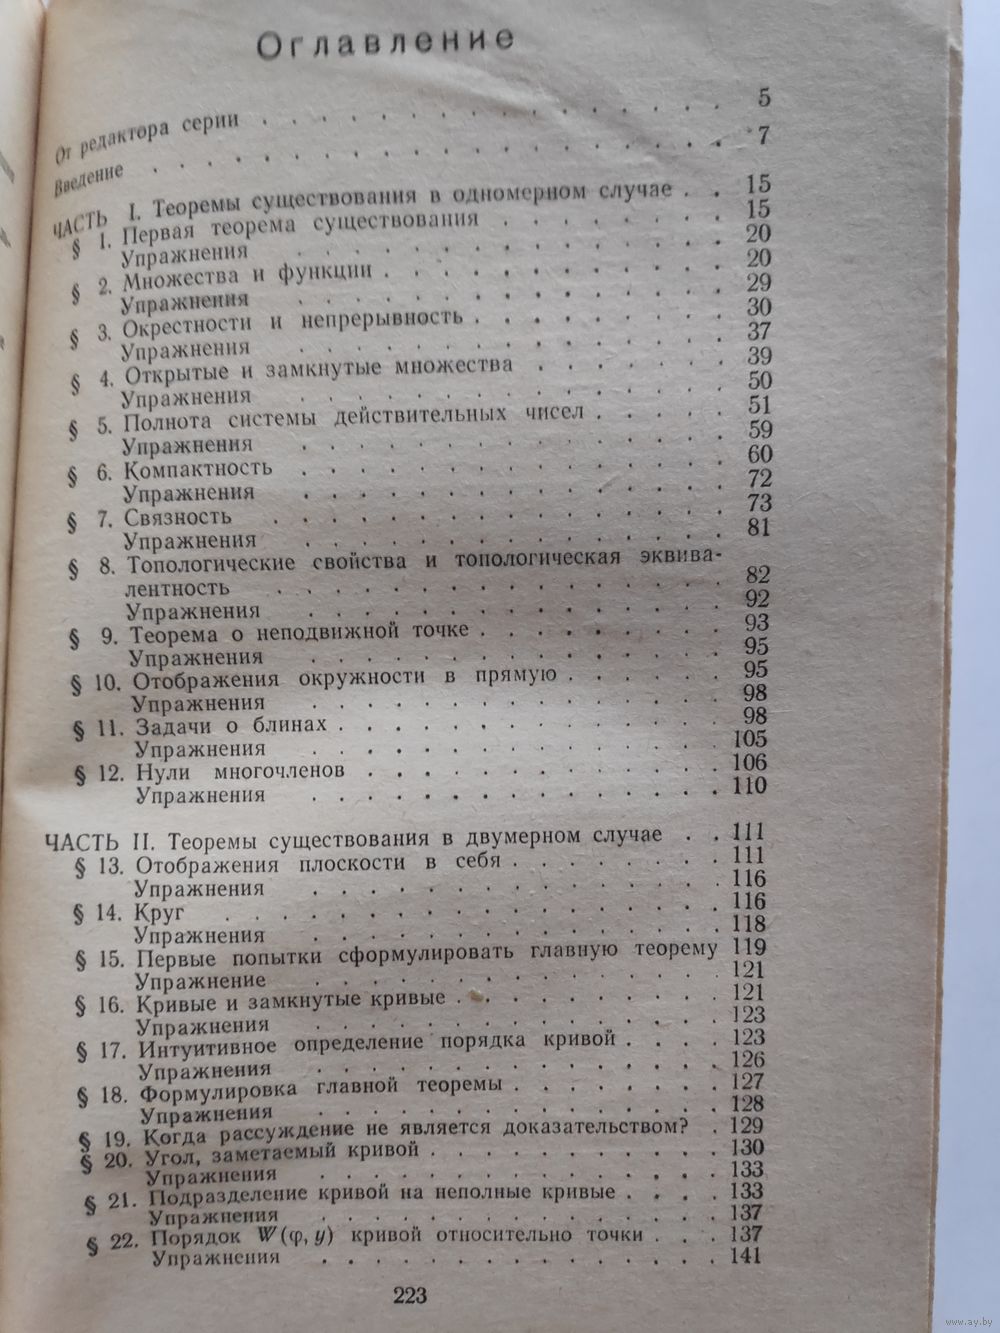 Оглавление
От редактора серии . . . . . . . . . . . . . . . 5
Введение . . . . . . . . . . . . . . . . . . . 7
ЧАСТЬ I. Теоремы существования в одномерном случае . . 15
§ 1. Первая теорема существования . . . . . . . . 15
Упражнения . . . . . . . . . . . . . . 20
§ 2. Множества и функции . . . . . . . . . . . . 20
Упражнения . . . . . . . . . . . . . . 29
§ 3. Окрестности и непрерывность . . . . . . . . . 30
Упражнения . . . . . . . . . . . . . . 37
§ 4. Открытые и замкнутые множества . . . . . . . 39
Упражнения . . . . . . . . . . . . . . 50
§ 5. Полнота системы действительных чисел . . . . . 51
Упражнения . . . . . . . . . . . . . . 59
§ 6. Компактность . . . . . . . . . . . . . . 60
Упражнения . . . . . . . . . . . . . . 72
§ 7. Связность . . . . . . . . . . . . . . . 73
Упражнения . . . . . . . . . . . . . . 81
§ 8. Топологические свойства и топологическая эквива-
лентность . . . . . . . . . . . . . . . 82
Упражнения . . . . . . . . . . . . . . 92
§ 9. Теорема о неподвижной точке . . . . . . . . . 93
Упражнения . . . . . . . . . . . . . . 95
§ 10. Отображения окружности в прямую . . . . . . 95
Упражнения . . . . . . . . . . . . . . 98
§ 11. Задачи о блинах . . . . . . . . . . . . . 98
Упражнения . . . . . . . . . . . . . . 105
§ 12. Нули многочленов . . . . . . . . . . . . 106
Упражнения . . . . . . . . . . . . . . 110
ЧАСТЬ II. Теоремы существования в двумерном случае . . 111
§ 13. Отображения плоскости в себя . . . . . . . . 111
Упражнения . . . . . . . . . . . . . . 116
§ 14. Круг . . . . . . . . . . . . . . . . . 116
Упражнения . . . . . . . . . . . . . . 118
§ 15. Первые попытки сформулировать главную теорему 119
Упражнение . . . . . . . . . . . . . . 121
§ 16. Кривые и замкнутые кривые . . . . . . . . . 121
Упражнения . . . . . . . . . . . . . . 123
§ 17. Интуитивное определение порядка кривой . . . . 123
Упражнения . . . . . . . . . . . . . . 126
§ 18. Формулировка главной теоремы . . . . . . . . 127
Упражнения . . . . . . . . . . . . . . 128
§ 19. Когда рассуждение не является доказательством? . 129
§ 20. Угол, заметаемый кривой . . . . . . . . . . 130
Упражнения . . . . . . . . . . . . . . 133
§ 21. Подразделение кривой на неполные кривые . . . . 133
Упражнения . . . . . . . . . . . . . . 137
§ 22. Порядок W(φ, y) кривой относительно точки . . . 137
Упражнения . . . . . . . . . . . . . . 141
223
www.ay.by